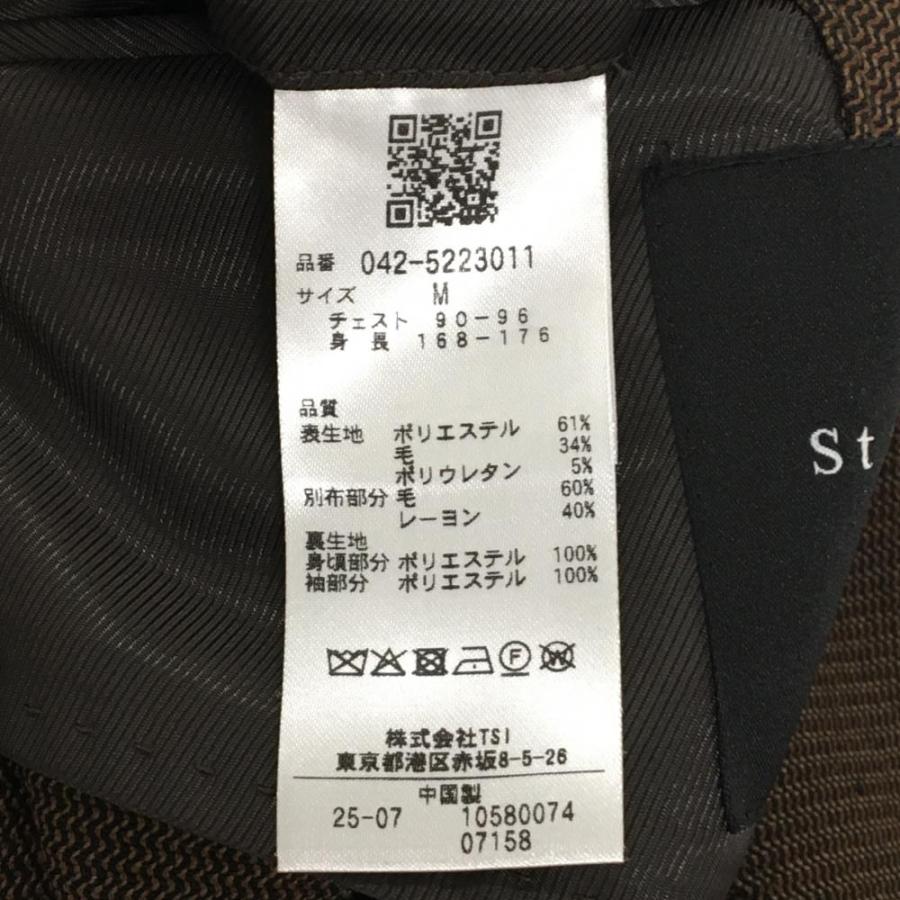 品番 042-5223011
サイズ M
チェスト 90-96
身長 168-176
品質
表生地 ポリエステル 61%
毛 34%
ポリウレタン 5%
別布部分 毛 60%
レーヨン 40%
裏生地
身頃部分 ポリエステル 100%
袖部分 ポリエステル 100%
F
W
株式会社TSI
東京都港区赤坂8-5-26
中国製
25-07 10580074
07158
St